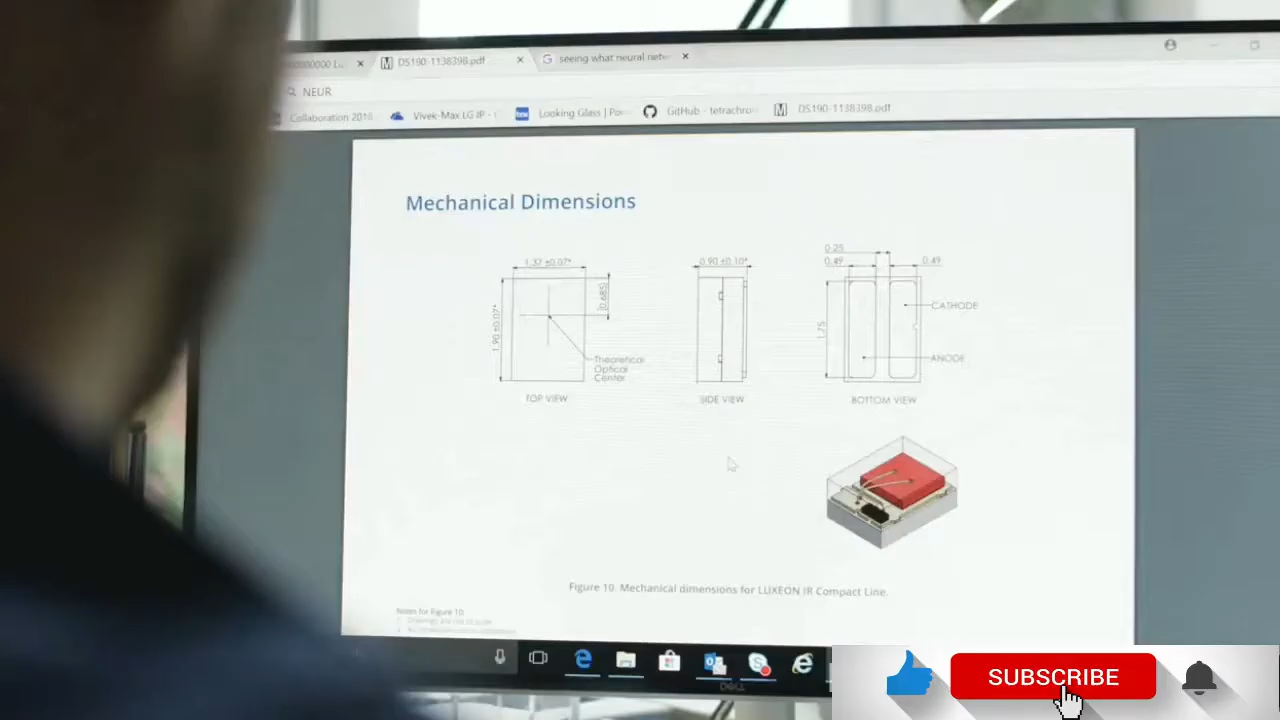 DS190-1138398.pdf
seeing what neural netw
NEUR
Collaboration 2018
Vivek-Max LG IP -
Looking Glass | Po
GitHub - tetrachro
DS190-1138398.pdf
Mechanical Dimensions
1.37 ±0.07*
1.90 ±0.07*
(0.685)
Theoretical
Optical
Center
TOP VIEW
0.90 ±0.10*
SIDE VIEW
0.25
0.49
0.49
1.75
CATHODE
ANODE
BOTTOM VIEW
Figure 10. Mechanical dimensions for LUXEON IR Compact Line.
Notes for Figure 10:
DELL
SUBSCRIBE